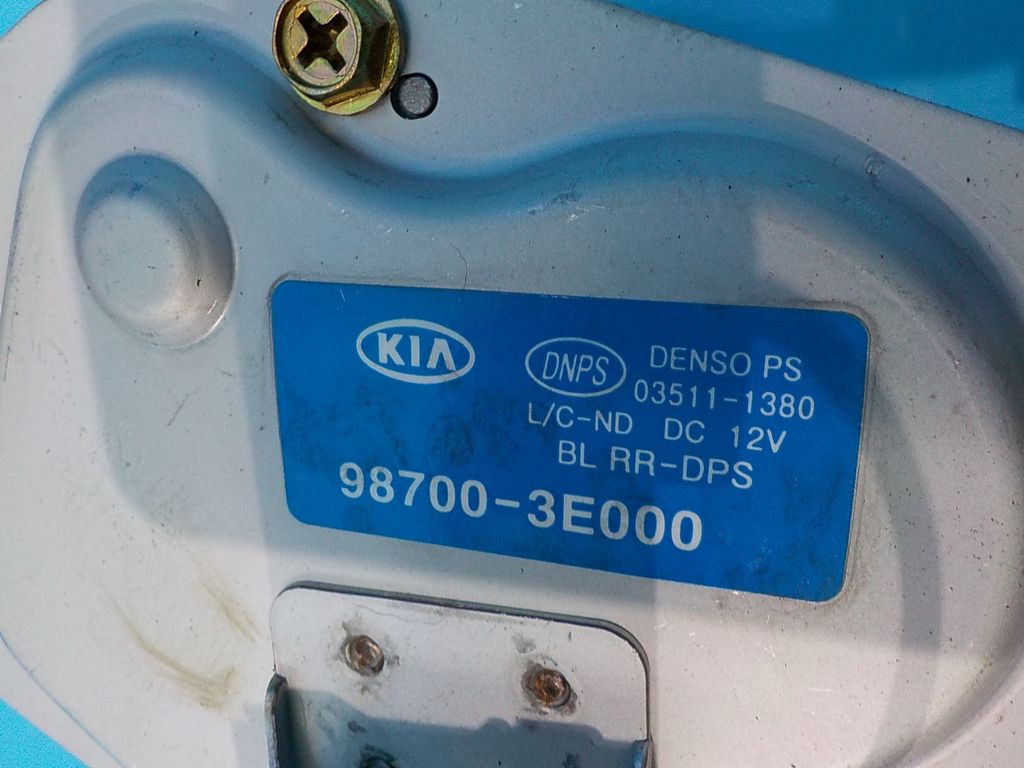 KIA
DNPS DENSO PS
03511-1380
L/C-ND DC 12V
BL RR-DPS
98700-3E000